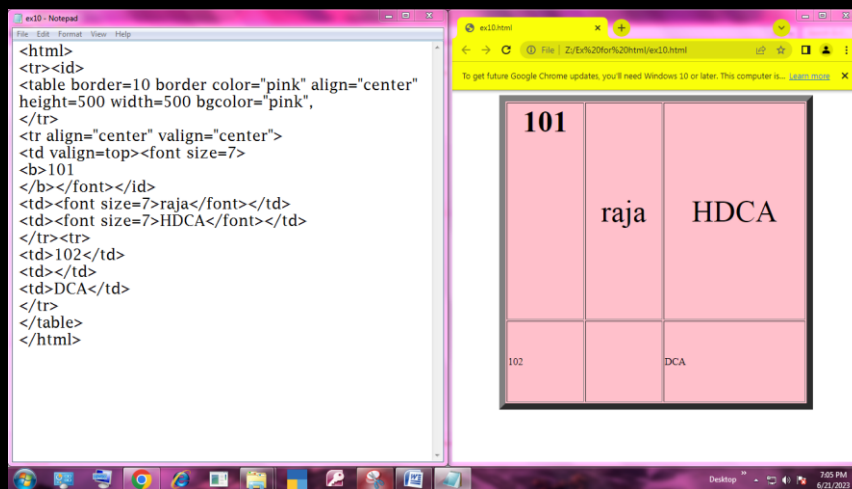 ex10 - Notepad
File Edit Format View Help
<html>
<tr><id>
<table border=10 border color="pink" align="center"
height=500 width=500 bgcolor="pink",
</tr>
<tr align="center" valign="center">
<td valign=top><font size=7>
<b>101
</b></font></id>
<td><font size=7>raja</font></td>
<td><font size=7>HDCA</font></td>
</tr><tr>
<td>102</td>
<td></td>
<td>DCA</td>
</tr>
</table>
</html>
ex10.html
File | Z:/Ex%20for%20html/ex10.html
To get future Google Chrome updates, you'll need Windows 10 or later. This computer is... Learn more
101
raja HDCA
102 DCA
Desktop
7:05 PM
6/21/2023